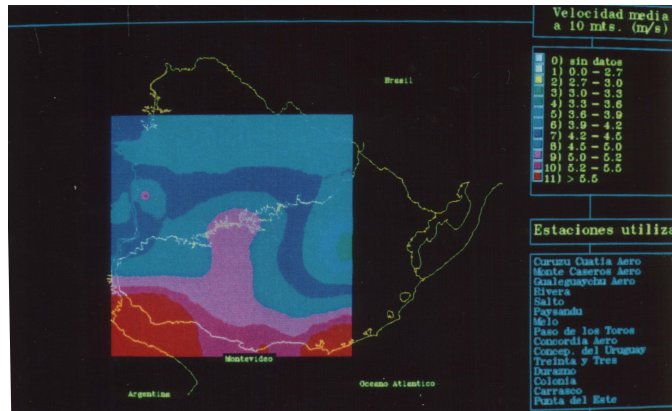 Velocidad media
a 10 mts. (m/s)
0) sin datos
1) 0.0 - 2.7
2) 2.7 - 3.0
3) 3.0 - 3.3
4) 3.3 - 3.6
5) 3.6 - 3.9
6) 3.9 - 4.2
7) 4.2 - 4.5
8) 4.5 - 5.0
9) 5.0 - 5.2
10) 5.2 - 5.5
11) > 5.5
Brasil
Estaciones utiliza
Curuzu Cuatia Aero
Monte Caseros Aero
Gualeguaychu Aero
Rivera
Salto
Paysandu
Melo
Paso de los Toros
Concordia Aero
Concep. del Uruguay
Treinta y Tres
Durazno
Colonia
Carrasco
Punta del Este
Montevideo
Argentina
Oceano Atlantico